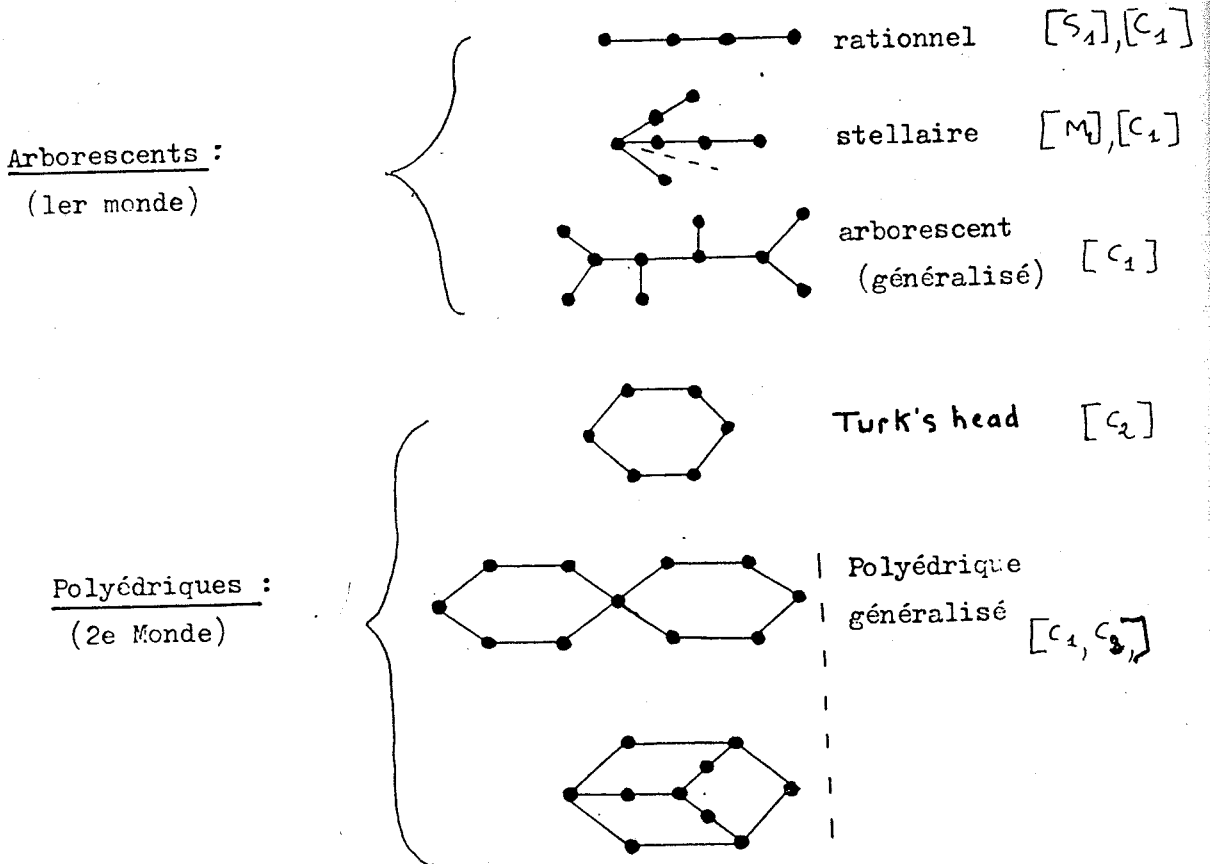 rationnel [S1],[C1]
Arborescents :
(1er monde)
stellaire [M],[C1]
arborescent
(généralisé) [C1]
Turk's head [C2]
Polyédriques :
(2e Monde)
Polyédrique
généralisé
[C1,